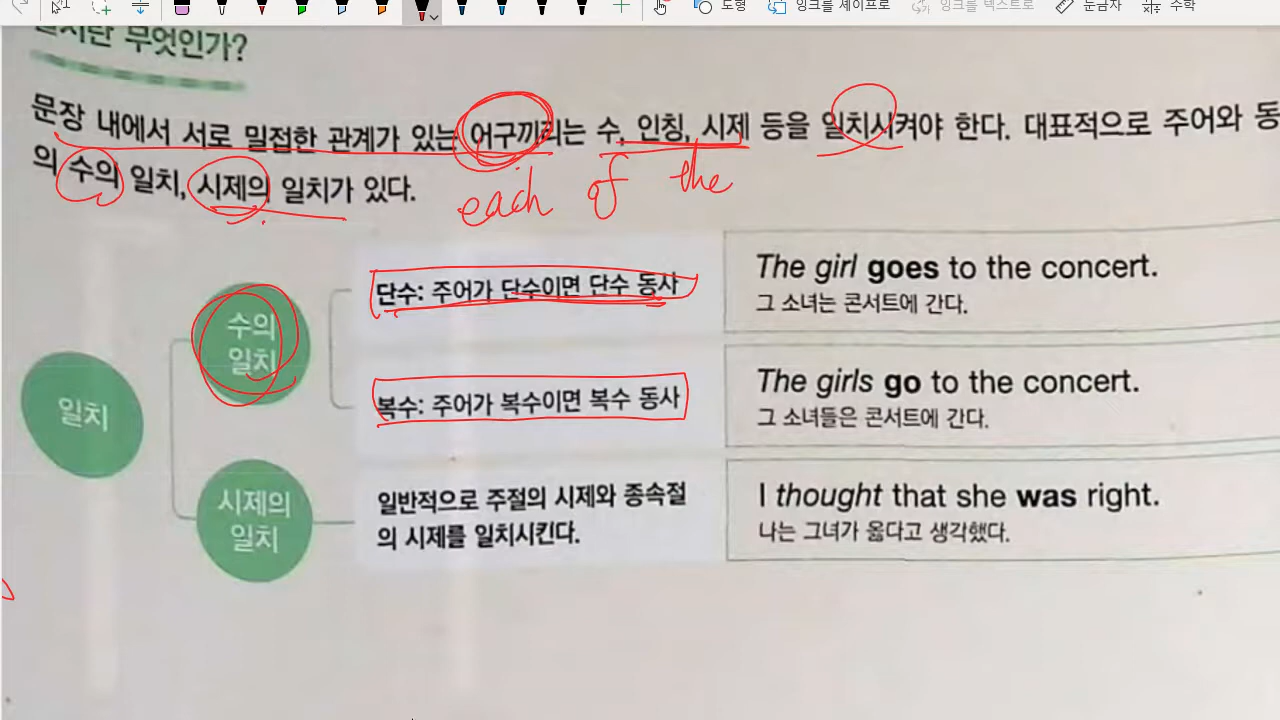 도형
잉크를 셰이프로
잉크를 텍스트로
눈금자
수학
무엇인가?
문장 내에서 서로 밀접한 관계가 있는 어구끼리는 수, 인칭, 시제 등을 일치시켜야 한다. 대표적으로 주어와 동
의 수의 일치, 시제의 일치가 있다.
each of the
일치
수의
일치
단수: 주어가 단수이면 단수 동사
The girl goes to the concert.
그 소녀는 콘서트에 간다.
복수: 주어가 복수이면 복수 동사
The girls go to the concert.
그 소녀들은 콘서트에 간다.
시제의
일치
일반적으로 주절의 시제와 종속절
의 시제를 일치시킨다.
I thought that she was right.
나는 그녀가 옳다고 생각했다.